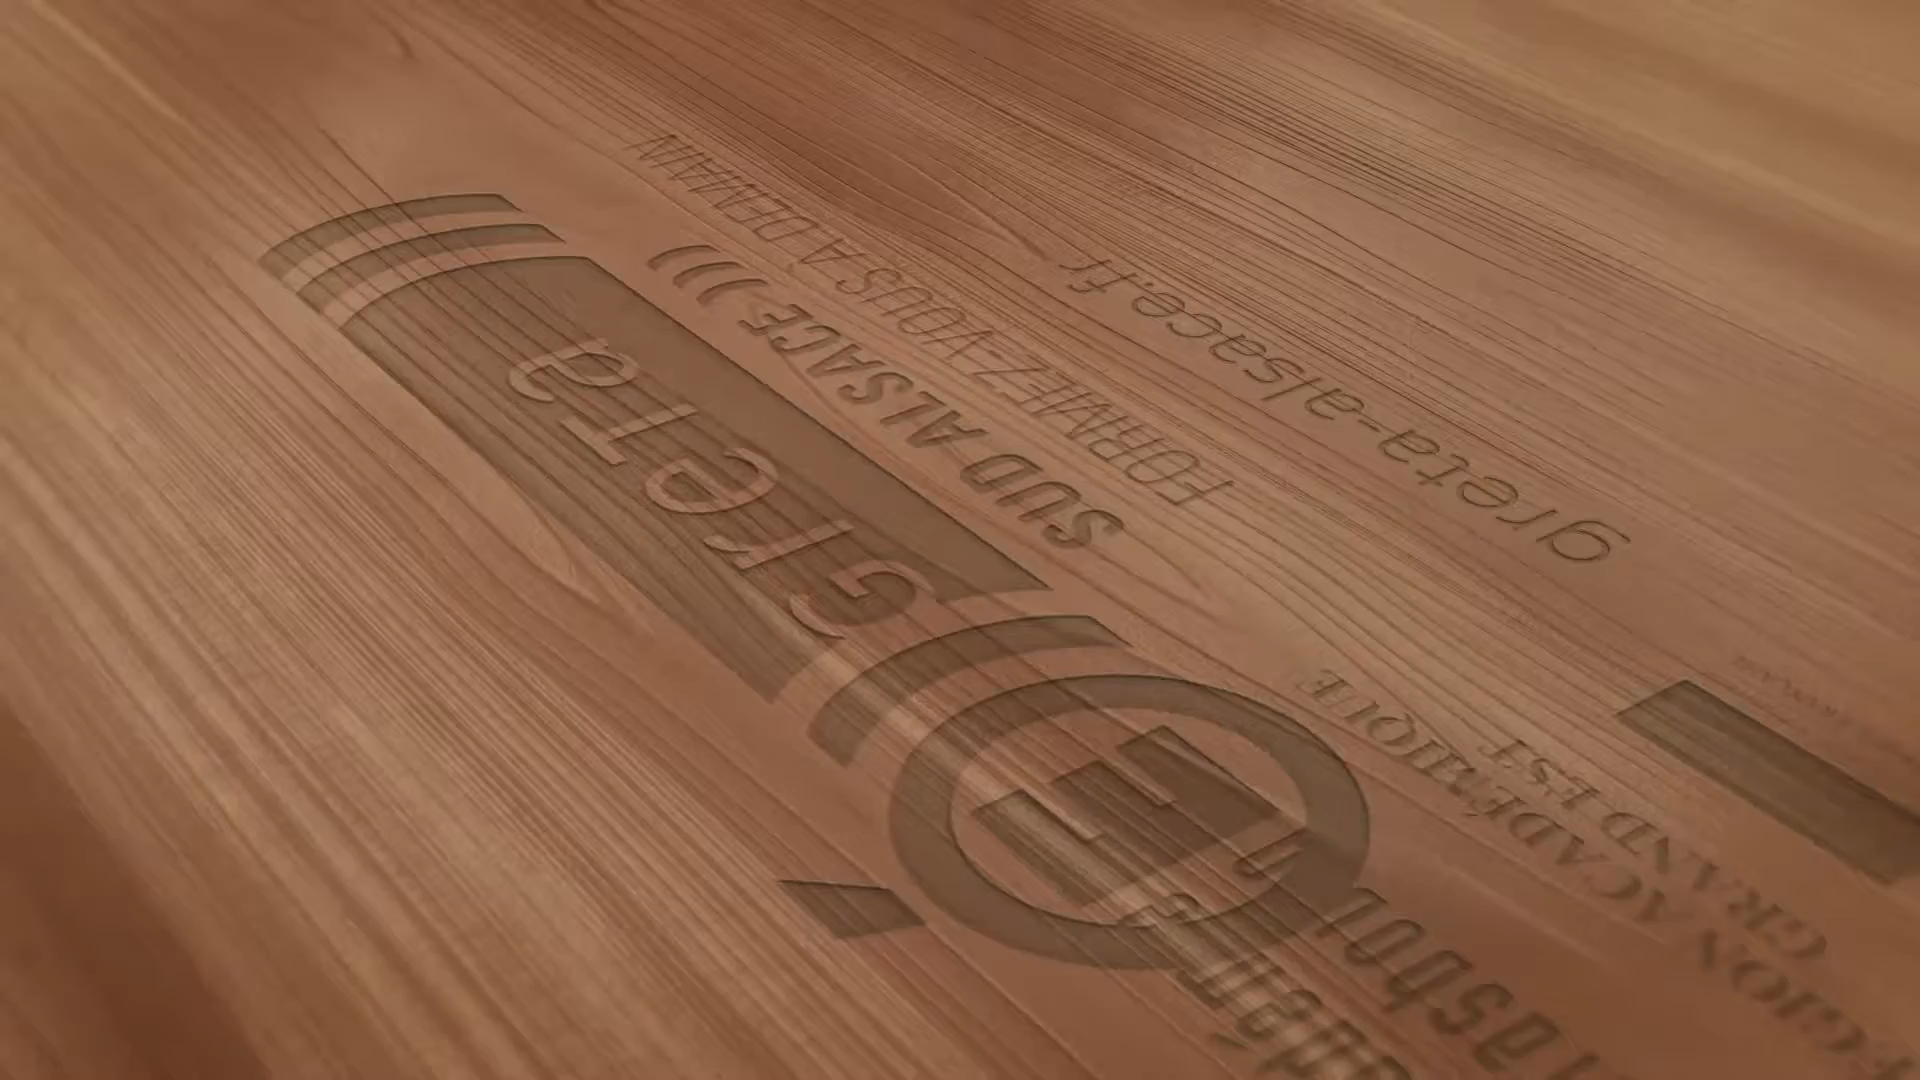 greta
SUD ALSACE )))
FORMEZ-VOUS À DEMAIN
greta-alsace.fr
ACADÉMIQUE
GRAND EST